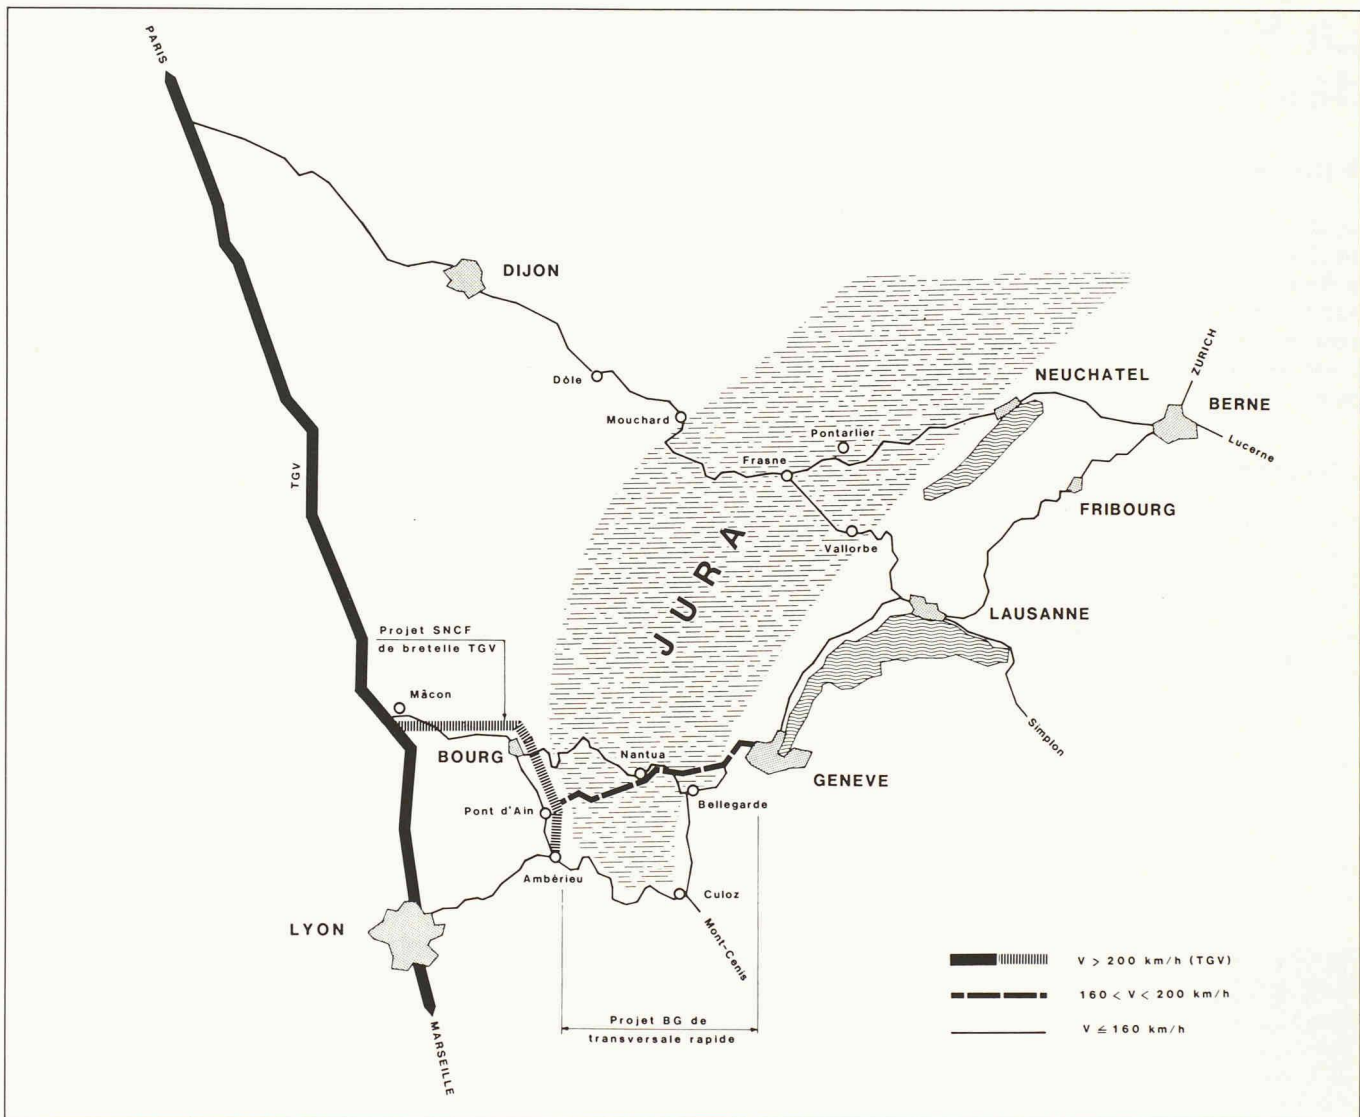 PARIS
DIJON
Dôle
Mouchard
Pontarlier
Frasne
Vallorbe
NEUCHATEL
ZURICH
BERNE
Lucerne
FRIBOURG
LAUSANNE
Simplon
TGV
JURA
Projet SNCF
de bretelle TGV
Mâcon
BOURG
Nantua
GENEVE
Bellegarde
Pont d'Ain
Ambérieu
Culoz
Mont-Cenis
LYON
MARSEILLE
Projet BG de
transversale rapide
V > 200 km/h (TGV)
160 < V < 200 km/h
V ≦ 160 km/h